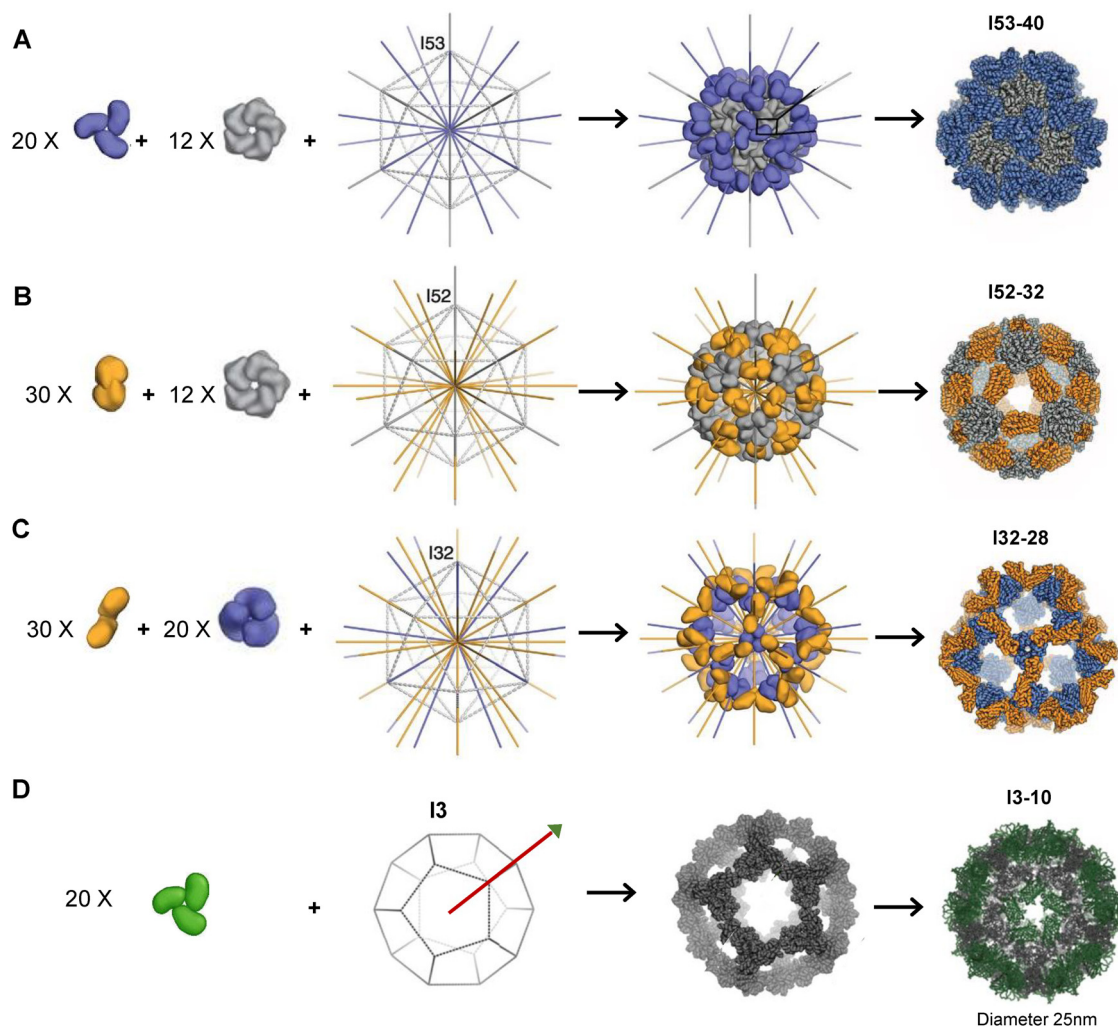 A
I53
I53-40
20 X + 12 X +
B
I52
I52-32
30 X + 12 X +
C
I32
I32-28
30 X + 20 X +
D
I3
I3-10
20 X +
Diameter 25nm